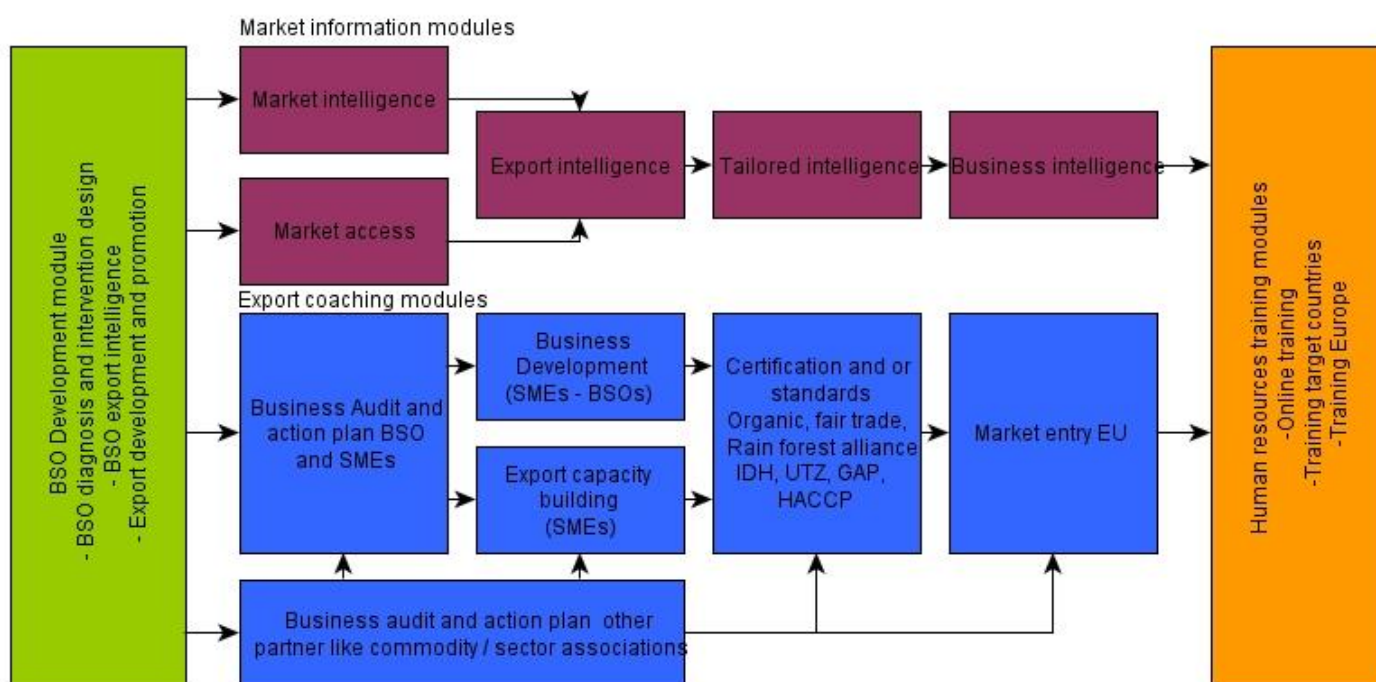 Market information modules
BSO Development module
- BSO diagnosis and intervention design
- BSO export intelligence
- Export development and promotion
Market intelligence
Market access
Export intelligence
Tailored intelligence
Business intelligence
Export coaching modules
Business Audit and
action plan BSO
and SMEs
Business
Development
(SMEs - BSOs)
Export capacity
building
(SMEs)
Certification and or
standards
Organic, fair trade,
Rain forest alliance
IDH, UTZ, GAP,
HACCP
Market entry EU
Business audit and action plan other
partner like commodity / sector associations
Human resources training modules
-Online training
-Training target countries
-Training Europe